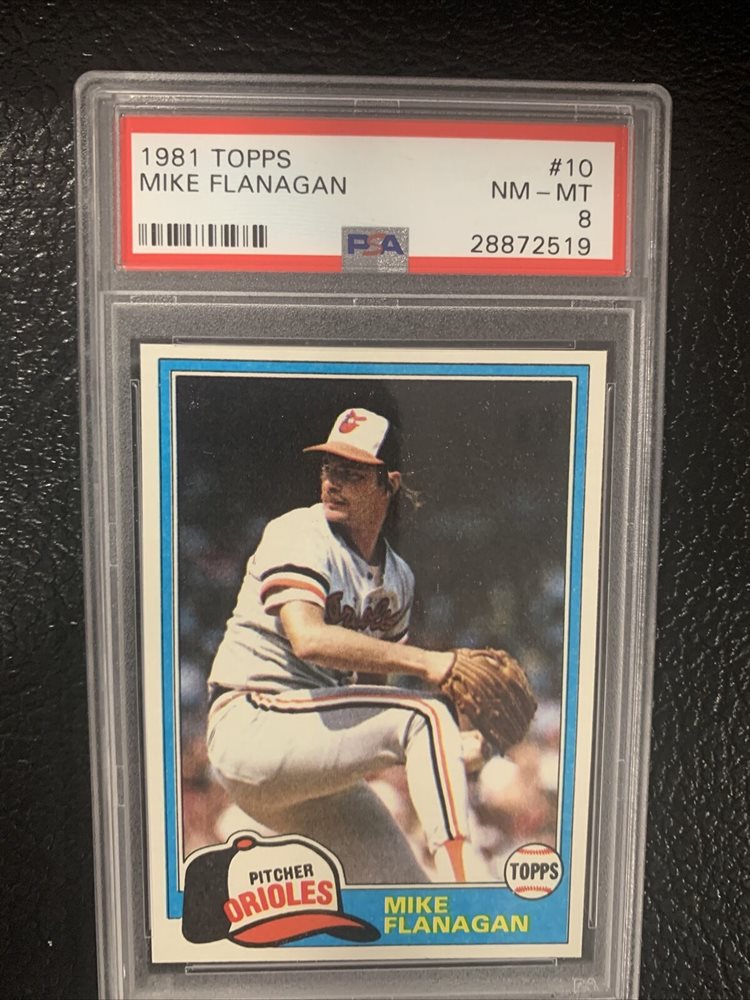 1981 TOPPS
MIKE FLANAGAN
#10
NM - MT
8
28872519
PSA
Orioles
PITCHER
ORIOLES
TOPPS
MIKE
FLANAGAN